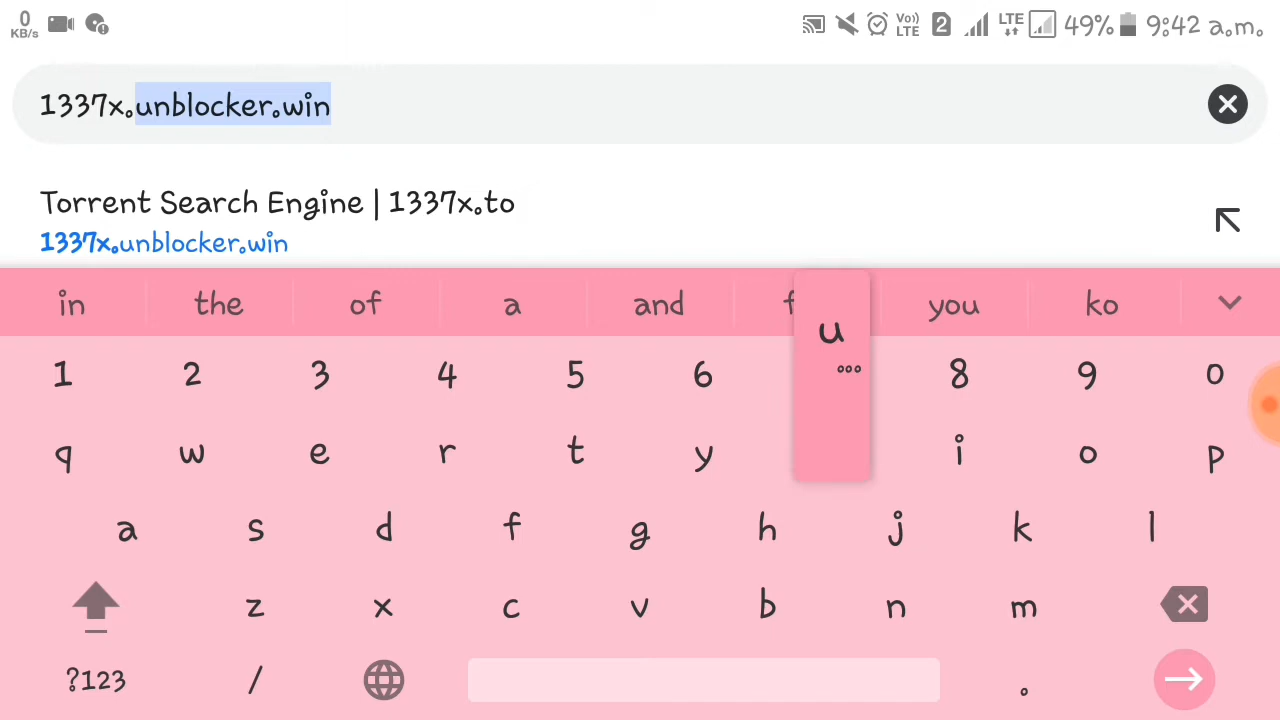 0
KB/s
Vo))
LTE
2
LTE
49%
9:42 a.m.
1337x.unblocker.win
Torrent Search Engine | 1337x.to
1337x.unblocker.win
in the of a and f you ko
1 2 3 4 5 6 8 9 0
u
q w e r t y i o p
a s d f g h j k l
z x c v b n m
?123 / .